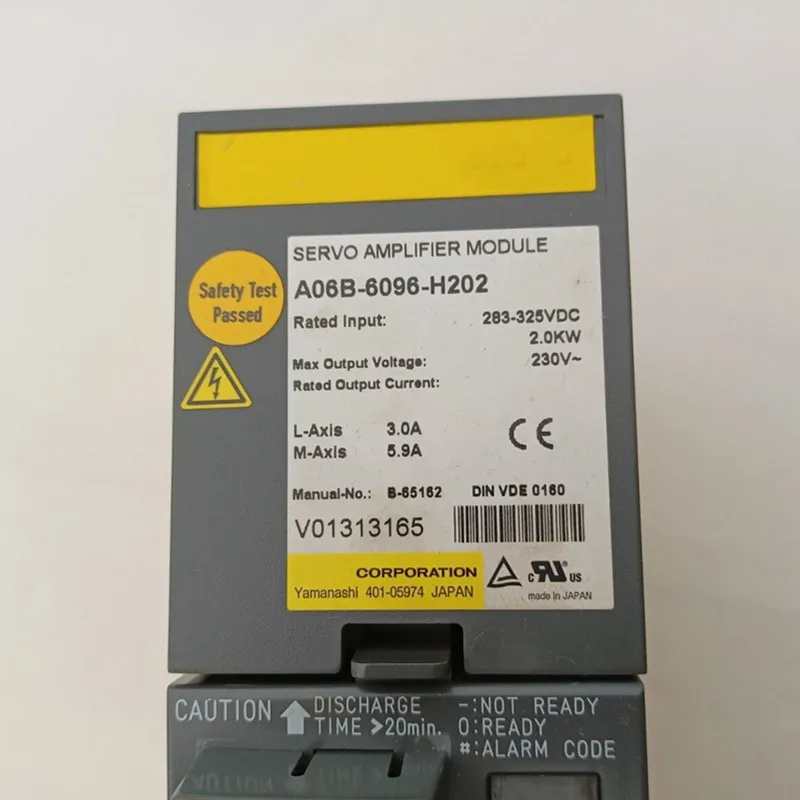 SERVO AMPLIFIER MODULE
A06B-6096-H202
Safety Test
Passed
Rated Input: 283-325VDC
2.0KW
Max Output Voltage: 230V~
Rated Output Current:
L-Axis 3.0A
M-Axis 5.9A
CE
Manual-No.: B-65162 DIN VDE 0160
V01313165
CORPORATION
Yamanashi 401-05974 JAPAN
c RU US
made in JAPAN
CAUTION DISCHARGE -:NOT READY
TIME >20min. 0:READY
#:ALARM CODE